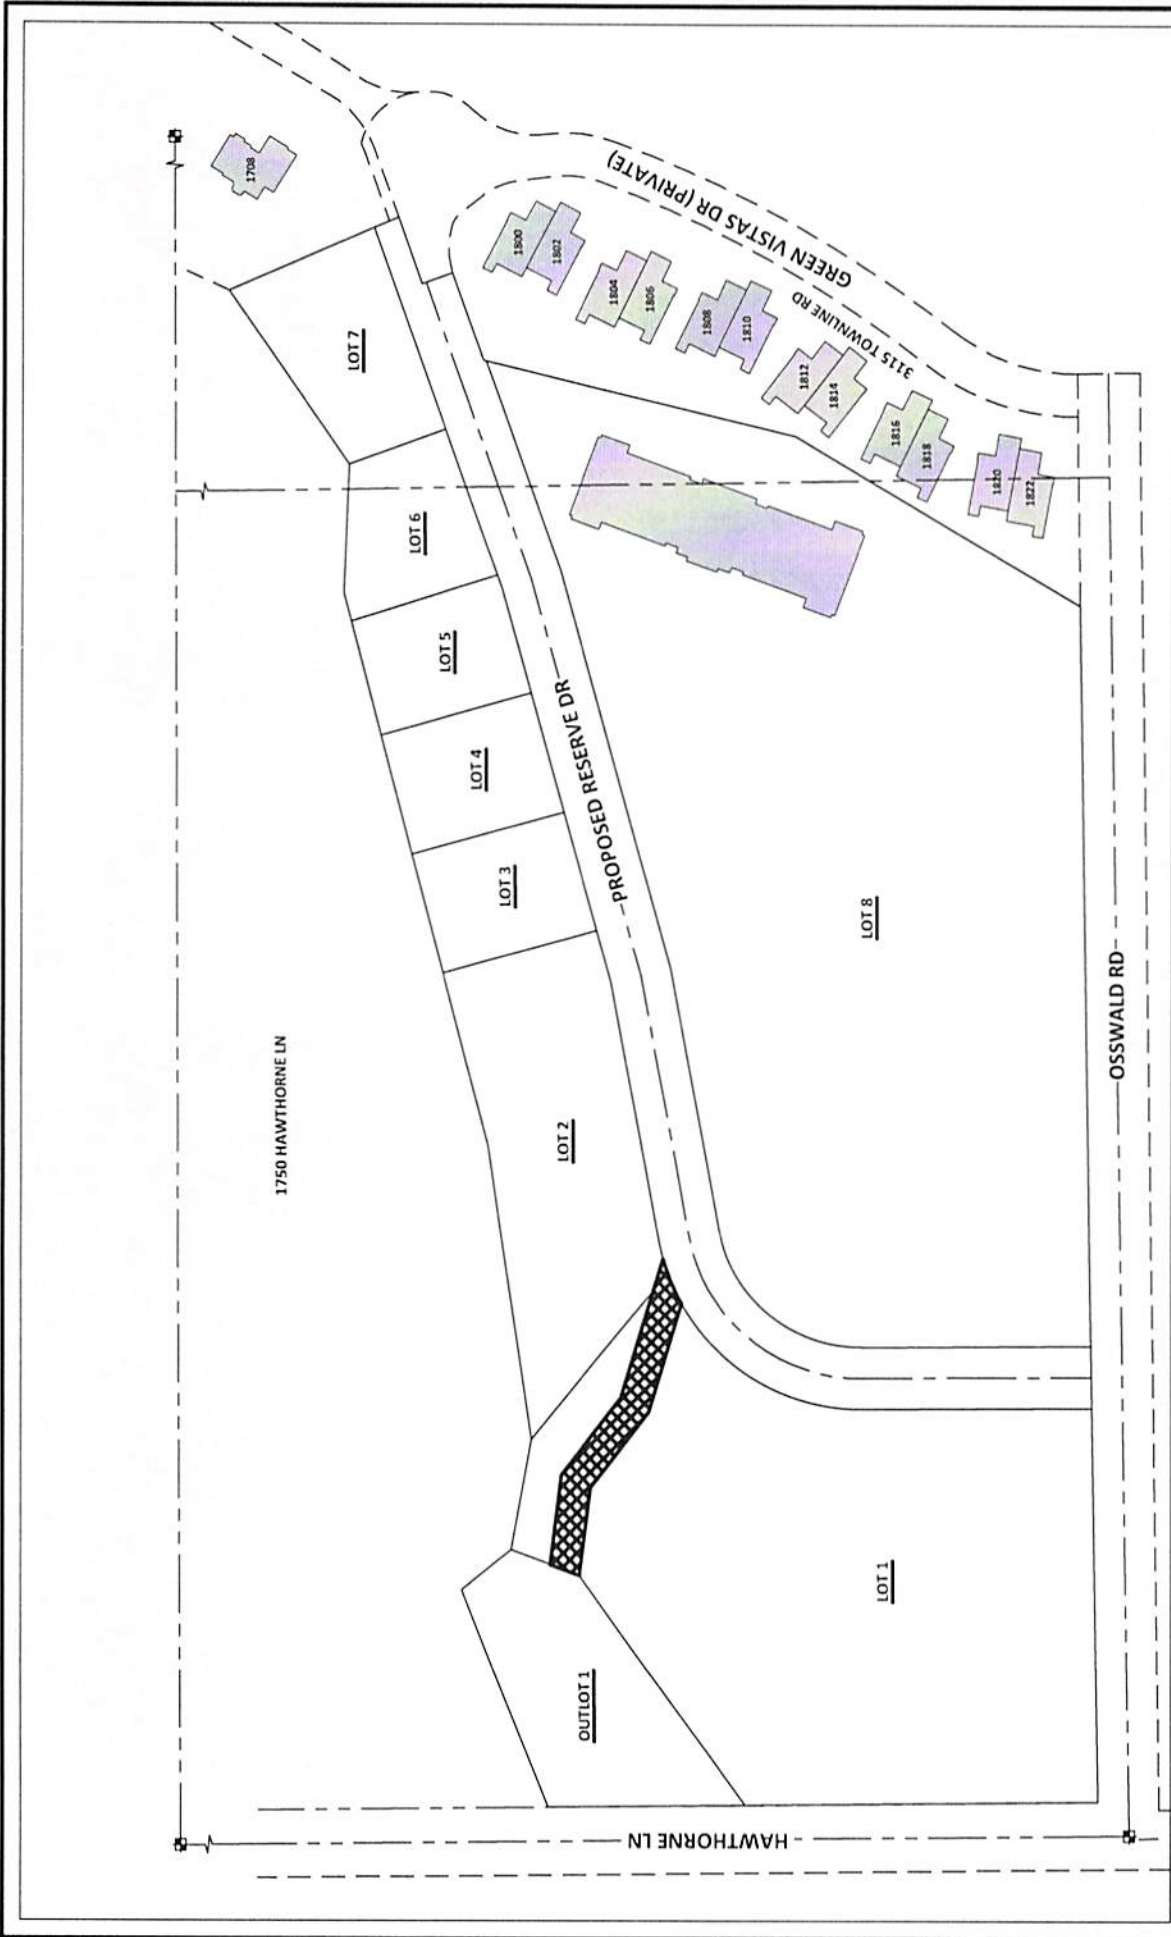 1708
LOT 7
LOT 6
LOT 5
LOT 4
LOT 3
LOT 2
OUTLOT 1
LOT 1
LOT 8
1750 HAWTHORNE LN
PROPOSED RESERVE DR
GREEN VISTAS DR (PRIVATE)
3115 TOWNLINE RD
1800
1802
1804
1806
1808
1810
1812
1814
1816
1818
1820
1822
OSSWALD RD
HAWTHORNE LN